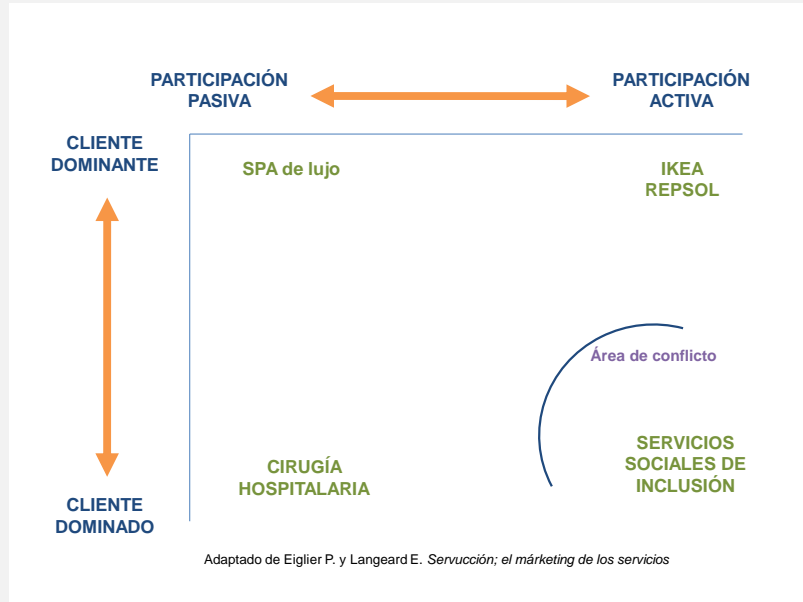 PARTICIPACIÓN
PASIVA
PARTICIPACIÓN
ACTIVA
CLIENTE
DOMINANTE
SPA de lujo
IKEA
REPSOL
Área de conflicto
CIRUGÍA
HOSPITALARIA
SERVICIOS
SOCIALES DE
INCLUSIÓN
CLIENTE
DOMINADO
Adaptado de Eiglier P. y Langeard E. Servucción; el márketing de los servicios